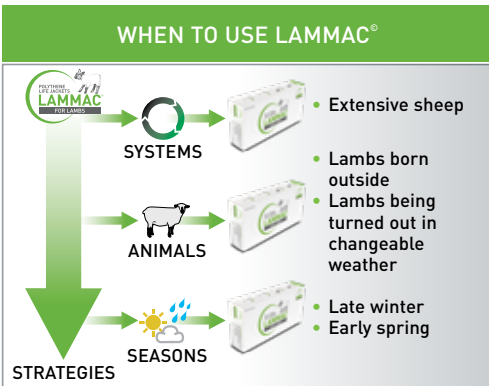 WHEN TO USE LAMMAC©
POLYTHENE
LIFE JACKETS
LAMMAC
FOR LAMBS
SYSTEMS
• Extensive sheep
ANIMALS
• Lambs born
outside
• Lambs being
turned out in
changeable
weather
SEASONS
• Late winter
• Early spring
STRATEGIES